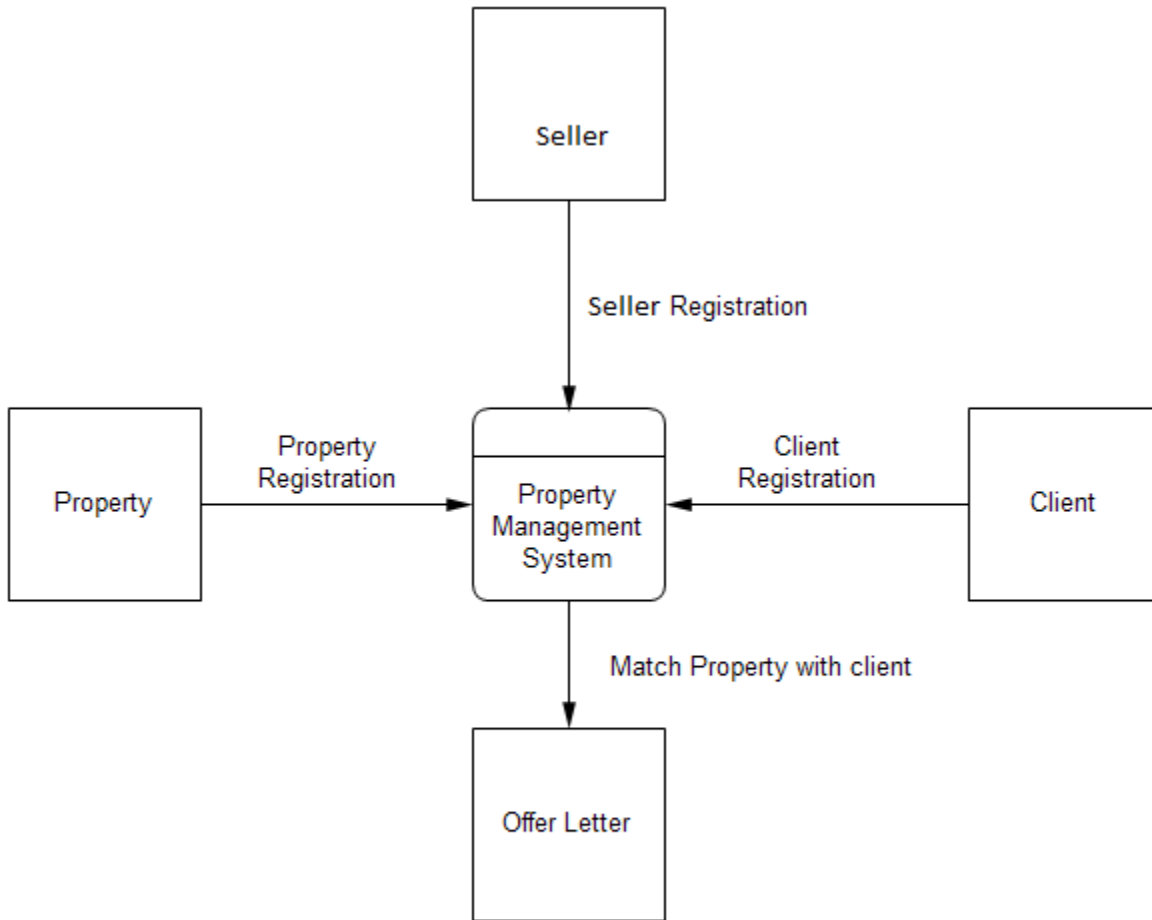 Seller
Seller Registration
Property
Registration
Client
Registration
Property
Property
Management
System
Client
Match Property with client
Offer Letter